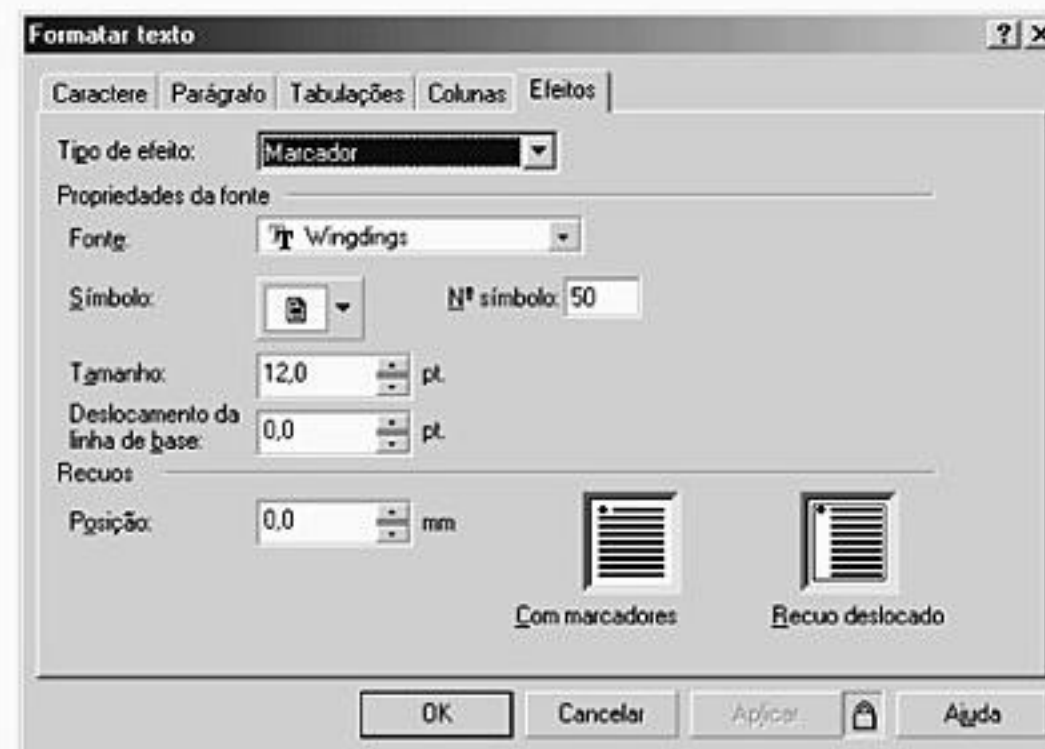 Formatar texto
Caractere Parágrafo Tabulações Colunas Efeitos
Tipo de efeito: Marcador
Propriedades da fonte
Fonte: Wingdings
Símbolo: Nº símbolo: 50
Tamanho: 12,0 pt.
Deslocamento da
linha de base: 0,0 pt.
Recuos
Posição: 0,0 mm
Com marcadores Recuo deslocado
OK Cancelar Aplicar Ajuda